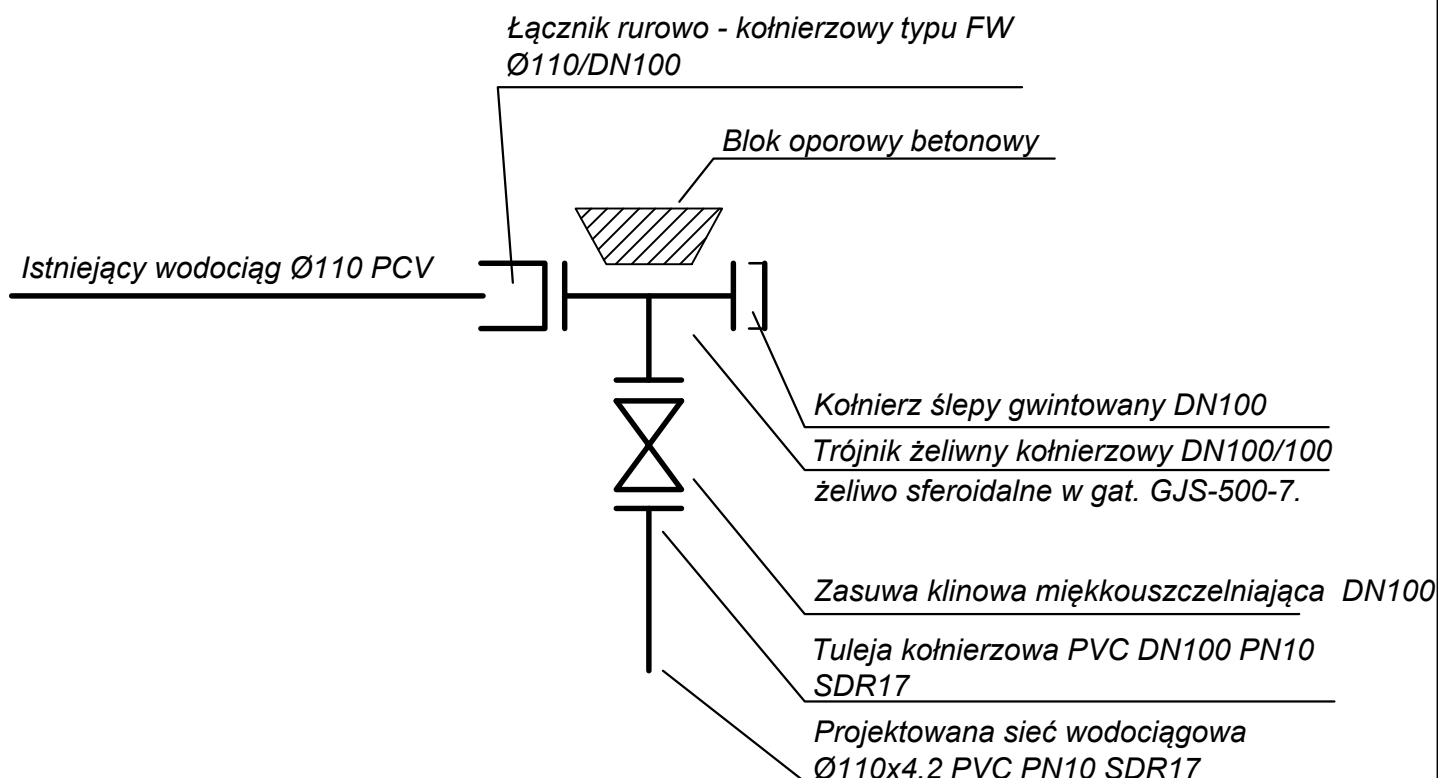 Łącznik rurowo - kołnierzowy typu FW
Ø110/DN100
Blok oporowy betonowy
Istniejący wodociąg Ø110 PCV
Kołnierz ślepy gwintowany DN100
Trójnik żeliwny kołnierzowy DN100/100
żeliwo sferoidalne w gat. GJS-500-7.
Zasuwa klinowa miękkouszczelniająca DN100
Tuleja kołnierzowa PVC DN100 PN10
SDR17
Projektowana sieć wodociągowa
Ø110x4,2 PVC PN10 SDR17